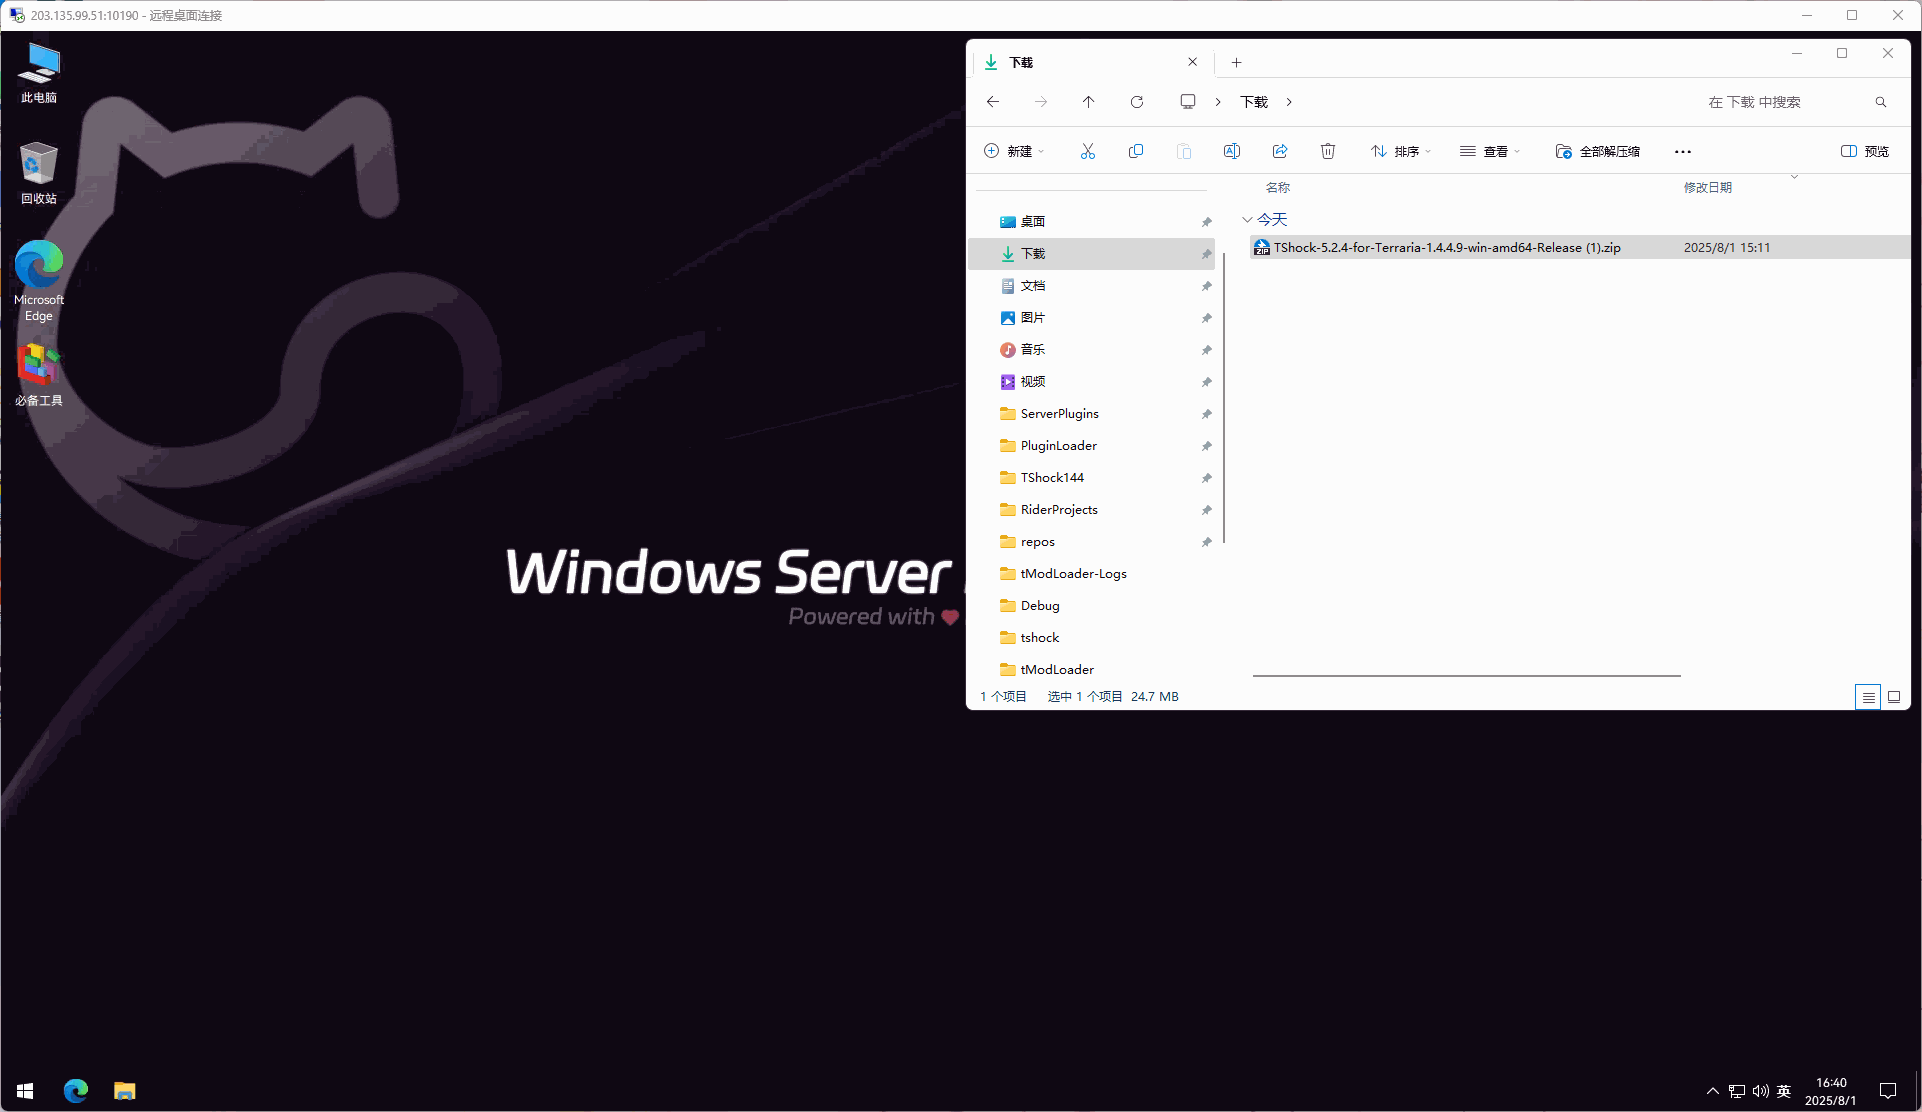 203.135.99.51:10190 - 远程桌面连接
此电脑
回收站
Microsoft
Edge
必备工具
Windows Server
Powered with
下载
下载
在 下载 中搜索
新建
排序
查看
全部解压缩
预览
名称
修改日期
桌面
下载
文档
图片
音乐
视频
ServerPlugins
PluginLoader
TShock144
RiderProjects
repos
tModLoader-Logs
Debug
tshock
tModLoader
今天
TShock-5.2.4-for-Terraria-1.4.4.9-win-amd64-Release (1).zip
2025/8/1 15:11
1 个项目
选中 1 个项目 24.7 MB
英
16:40
2025/8/1